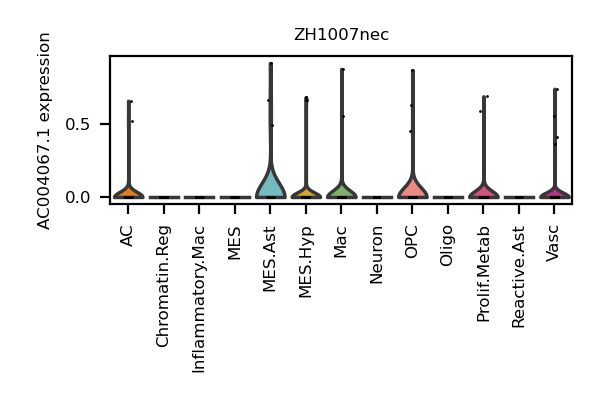 ZH1007nec
AC004067.1 expression
0.5
0.0
AC
Chromatin.Reg
Inflammatory.Mac
MES
MES.Ast
MES.Hyp
Mac
Neuron
OPC
Oligo
Prolif.Metab
Reactive.Ast
Vasc